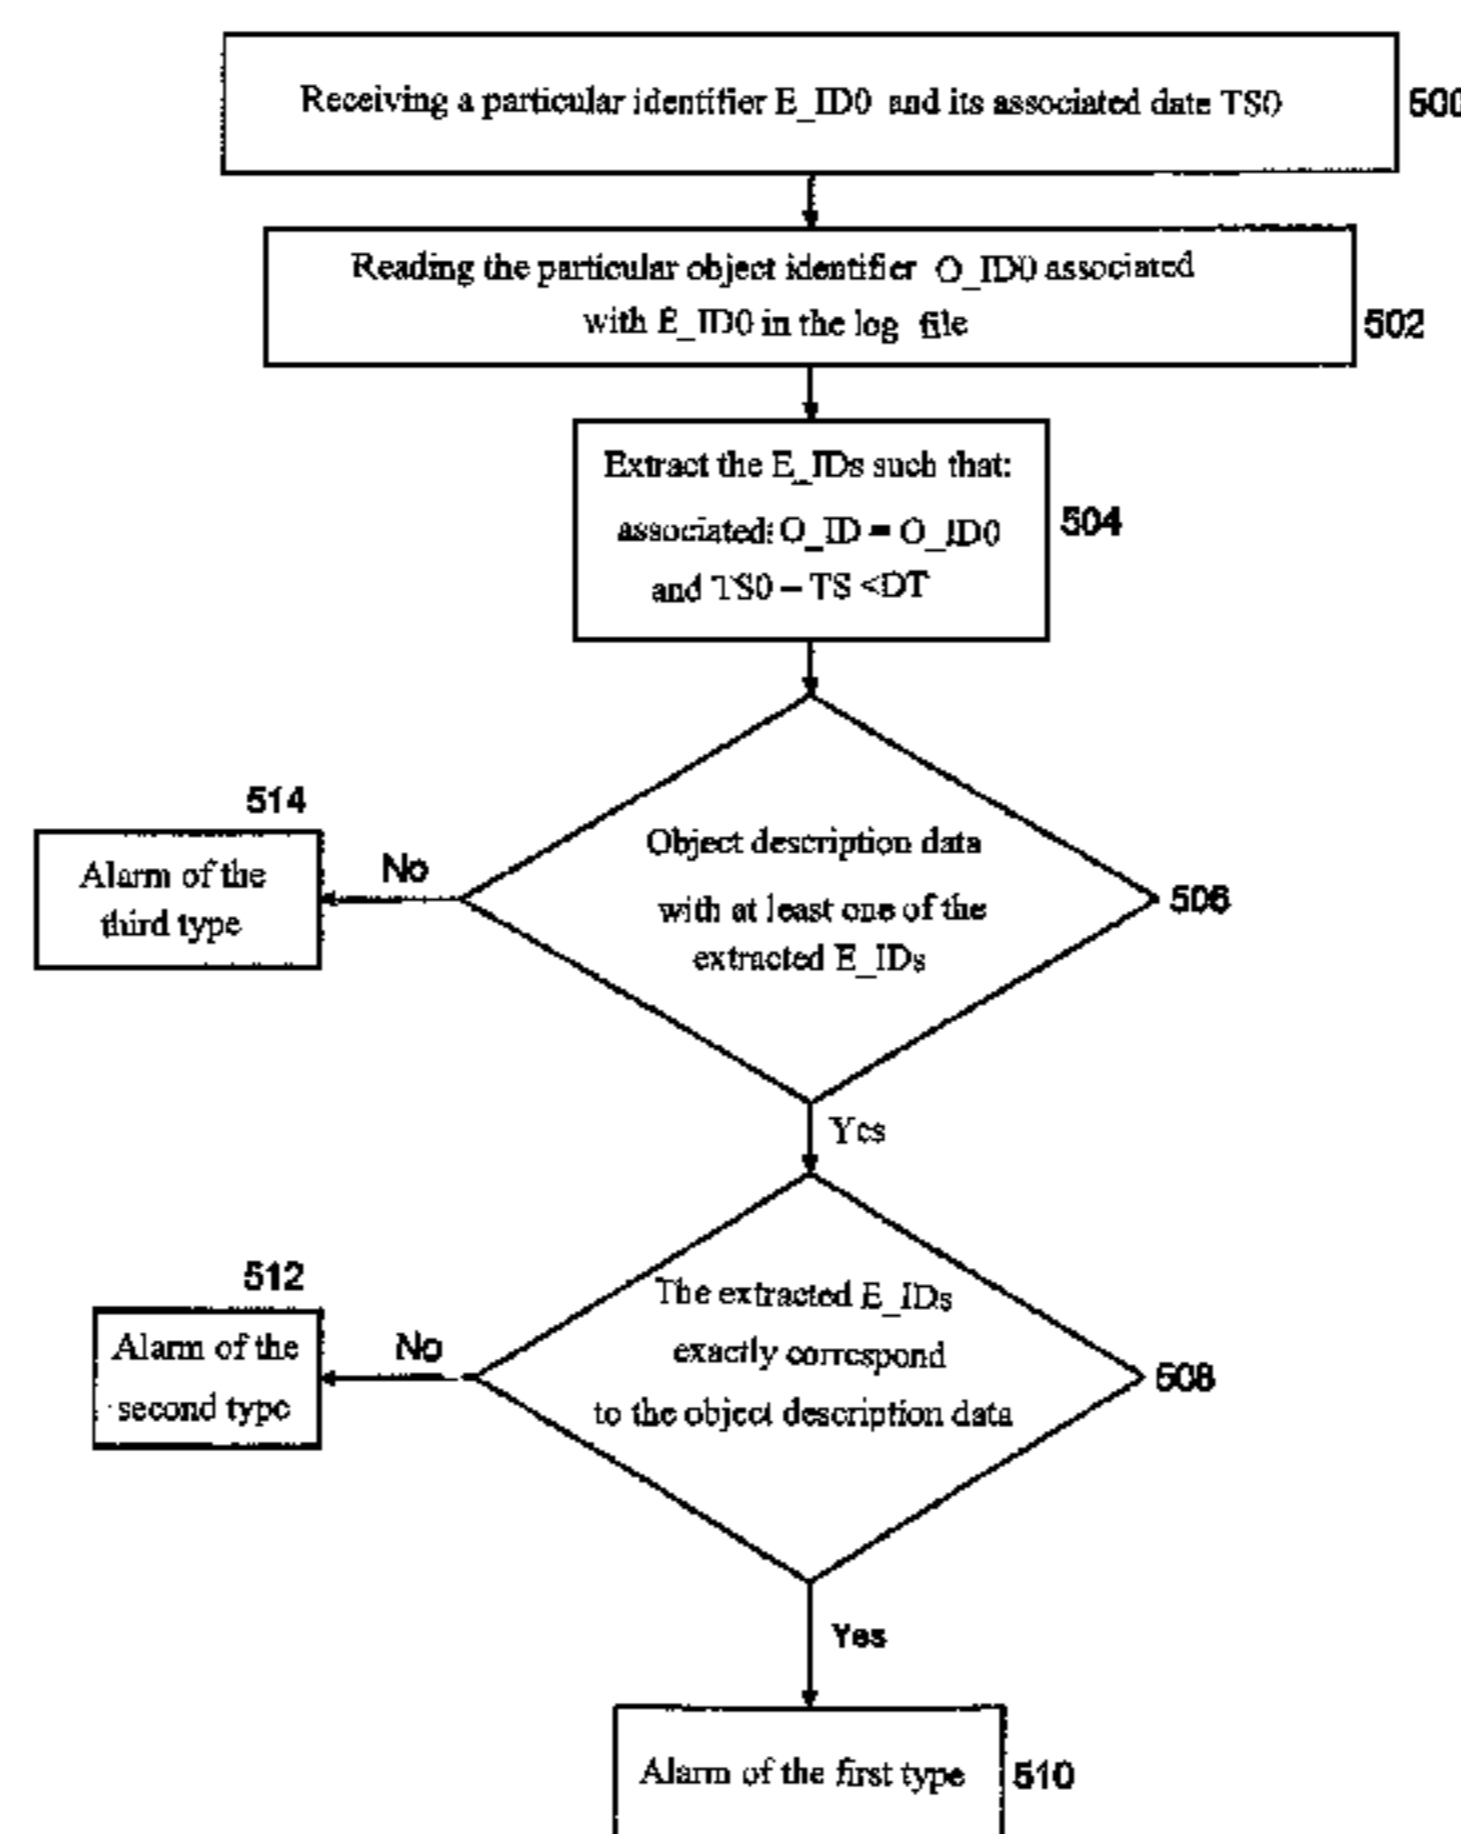 Receiving a particular identifier E_ID0 and its associated date TS0
500
Reading the particular object identifier O_ID0 associated
with E_ID0 in the log file
502
Extract the E_IDs such that:
associated: O_ID = O_ID0
and TS0 – TS <DT
504
Object description data
with at least one of the
extracted E_IDs
506
No
514
Alarm of the
third type
Yes
The extracted E_IDs
exactly correspond
to the object description data
508
No
512
Alarm of the
second type
Yes
Alarm of the first type
510